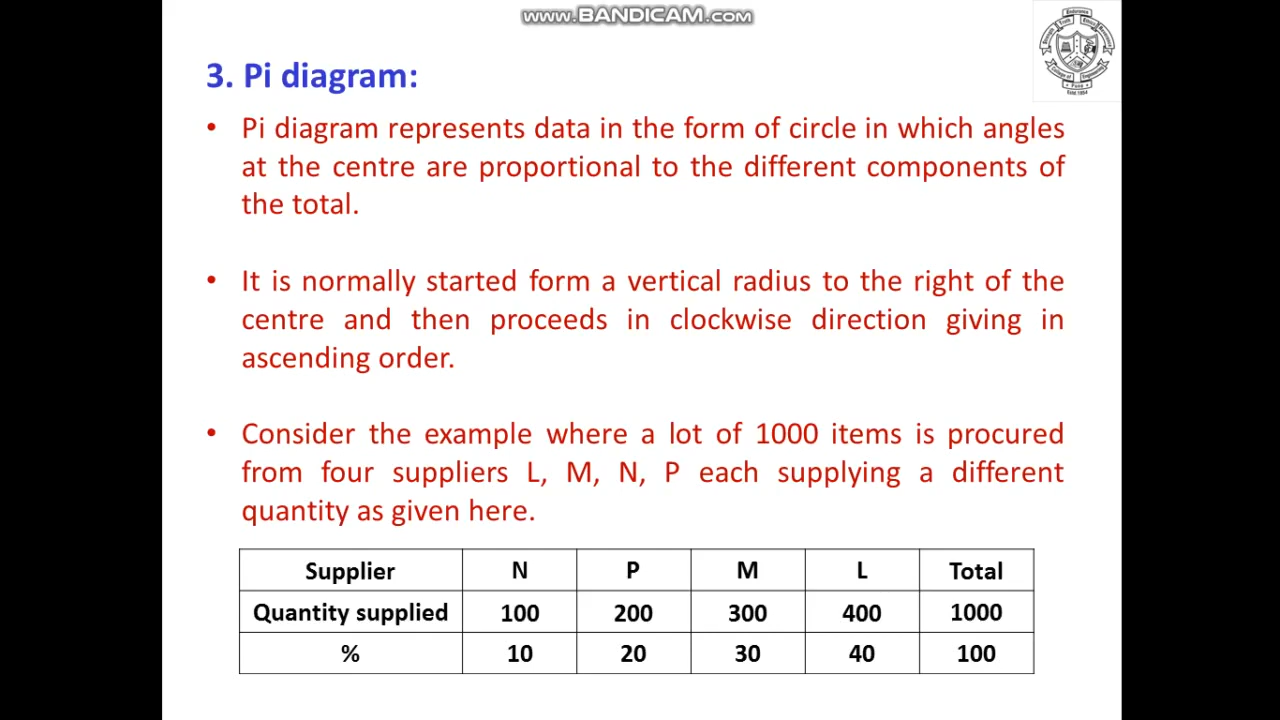 www.BANDICAM.com
3. Pi diagram:
• Pi diagram represents data in the form of circle in which angles
at the centre are proportional to the different components of
the total.
• It is normally started form a vertical radius to the right of the
centre and then proceeds in clockwise direction giving in
ascending order.
• Consider the example where a lot of 1000 items is procured
from four suppliers L, M, N, P each supplying a different
quantity as given here.
Supplier N P M L Total
Quantity supplied 100 200 300 400 1000
% 10 20 30 40 100